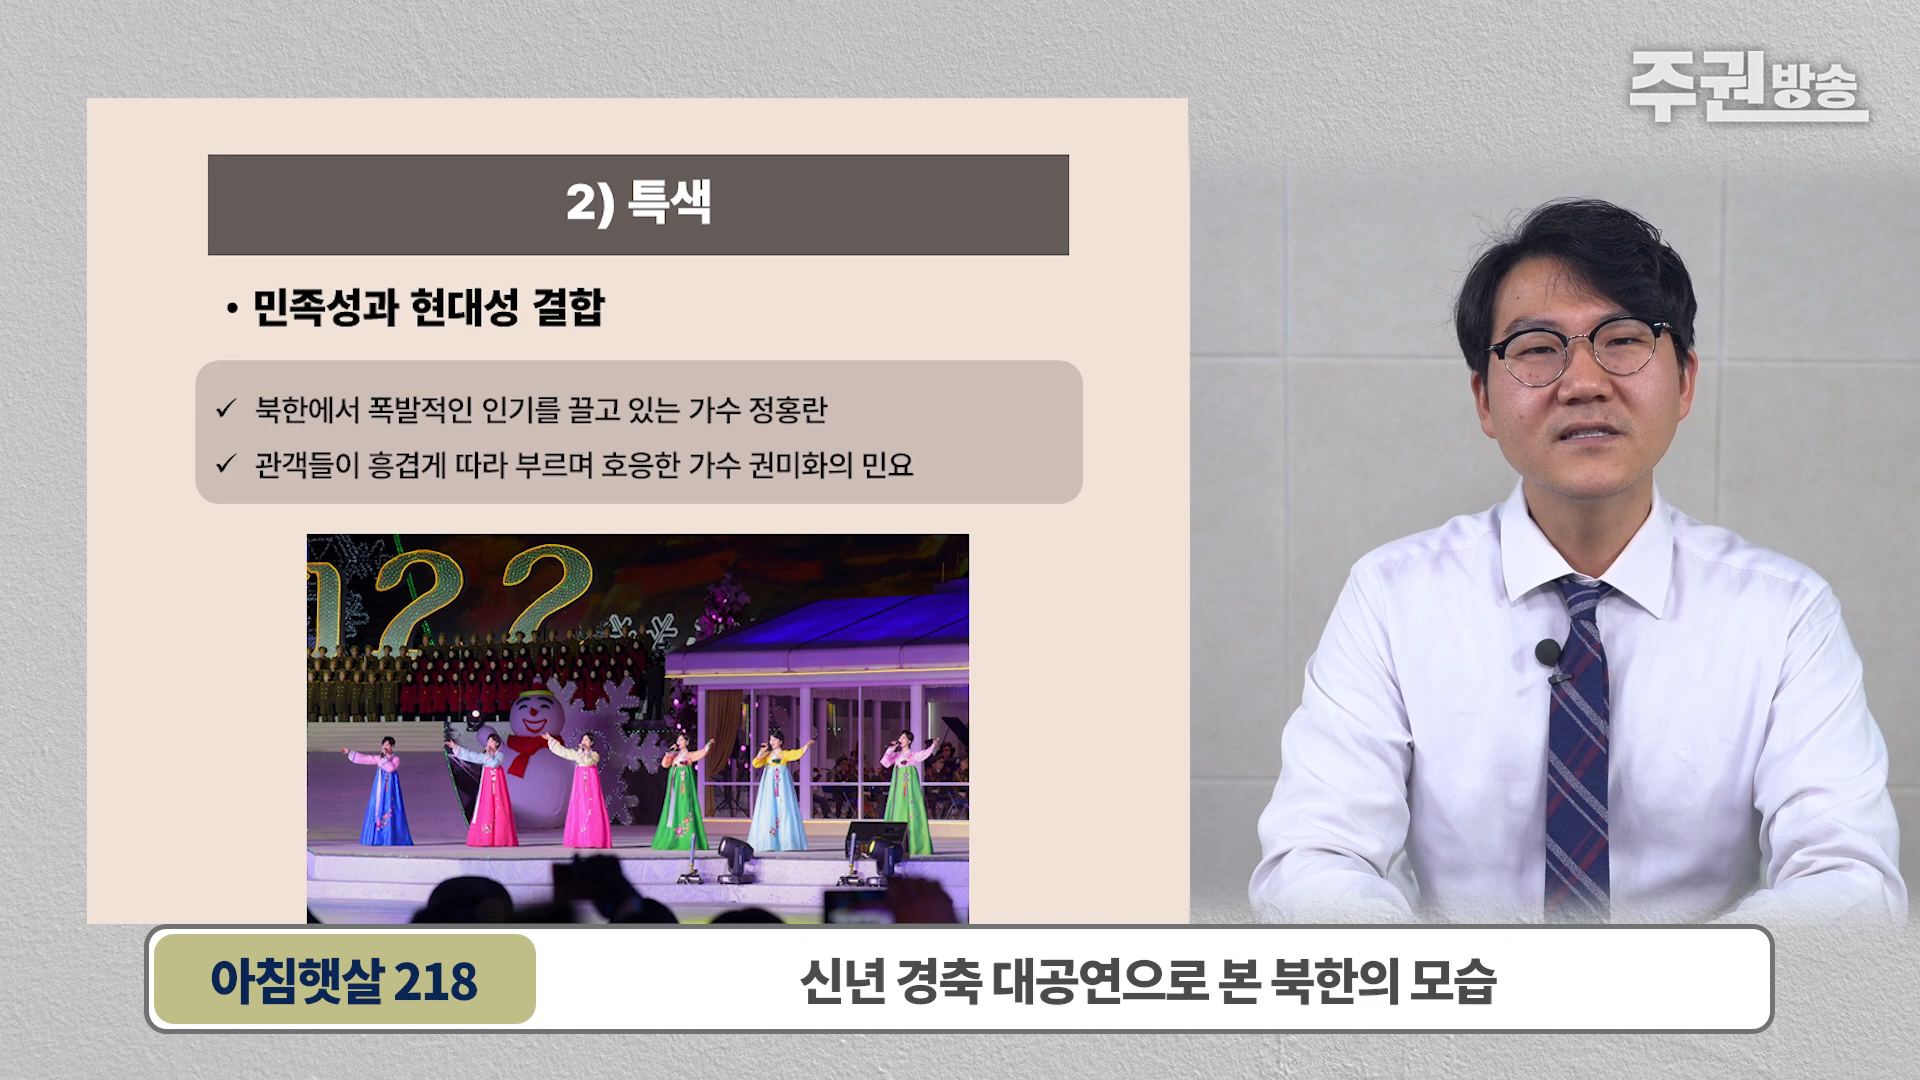 주권방송
2) 특색
• 민족성과 현대성 결합
✓ 북한에서 폭발적인 인기를 끌고 있는 가수 정홍란
✓ 관객들이 흥겹게 따라 부르며 호응한 가수 권미화의 민요
122
아침햇살 218
신년 경축 대공연으로 본 북한의 모습